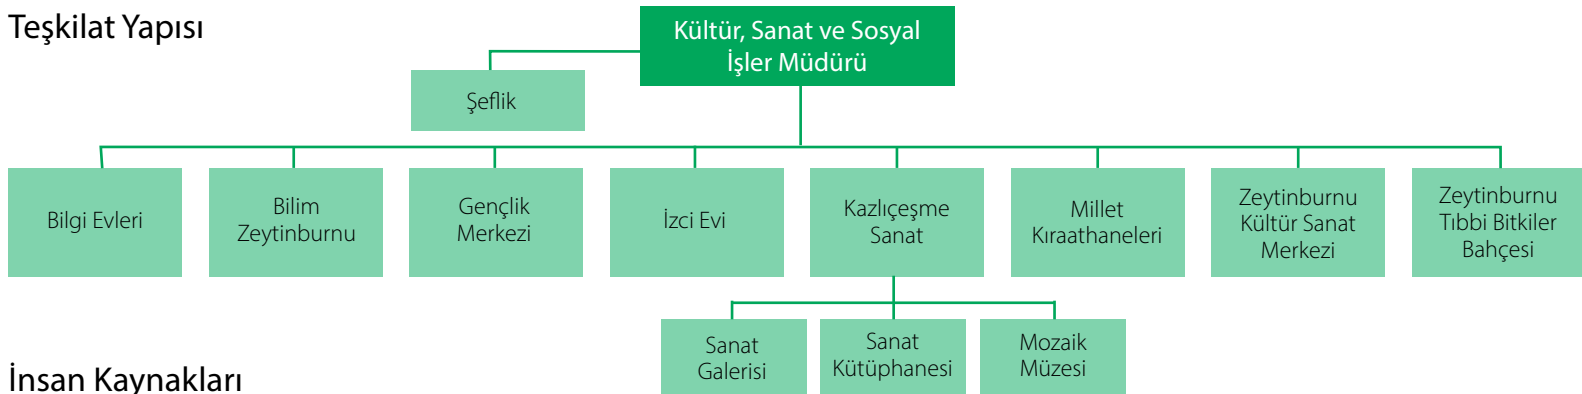 Teşkilat Yapısı
Kültür, Sanat ve Sosyal
İşler Müdürü
Şeflik
Bilgi Evleri
Bilim
Zeytinburnu
Gençlik
Merkezi
İzci Evi
Kazlıçeşme
Sanat
Millet
Kıraathaneleri
Zeytinburnu
Kültür Sanat
Merkezi
Zeytinburnu
Tıbbi Bitkiler
Bahçesi
Sanat
Galerisi
Sanat
Kütüphanesi
Mozaik
Müzesi
İnsan Kaynakları